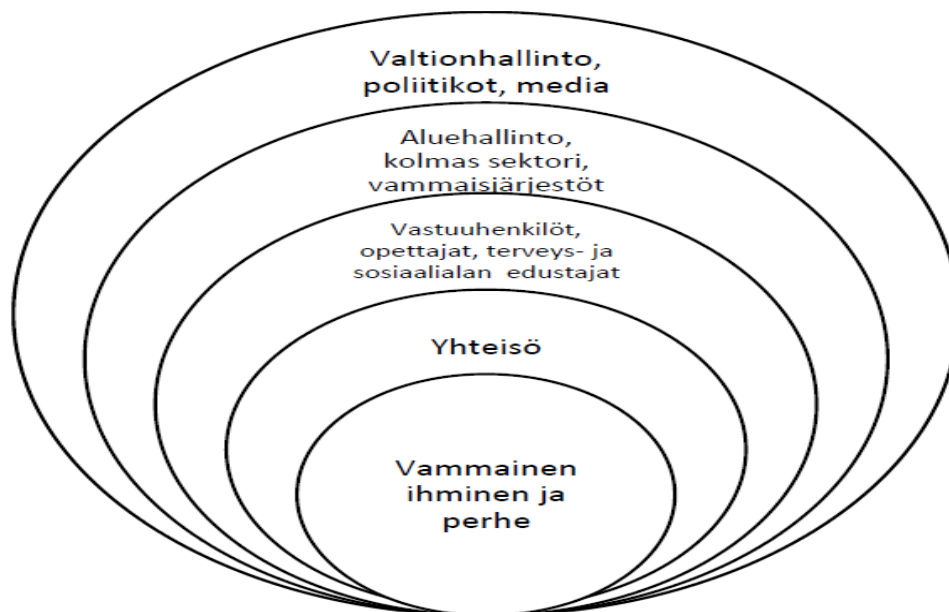 Valtionhallinto,
poliitikot, media
Aluehallinto,
kolmas sektori,
vammaisjärjestöt
Vastuuhenkilöt,
opettajat, terveys- ja
sosiaalialan edustajat
Yhteisö
Vammainen
ihminen ja
perhe